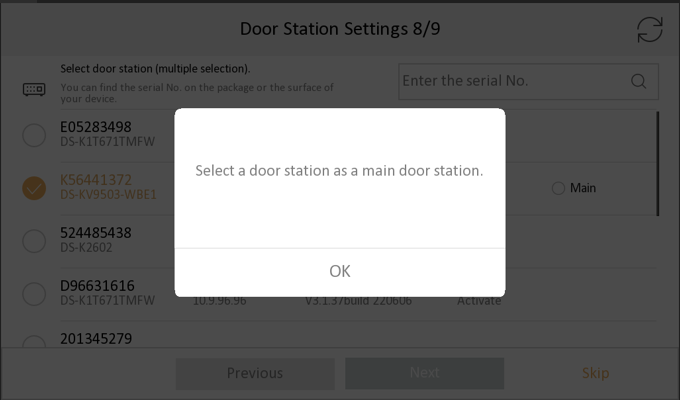 Door Station Settings 8/9
Select door station (multiple selection).
You can find the serial No. on the package or the surface of
your device.
Enter the serial No.
E05283498
DS-K1T671TMFW
Select a door station as a main door station.
K56441372
DS-KV9503-WBE1
Main
524485438
DS-K2602
OK
D96631616
DS-K1T671TMFW 10.9.96.96 V3.1.37build 220606 Activate
201345279
Previous Next Skip